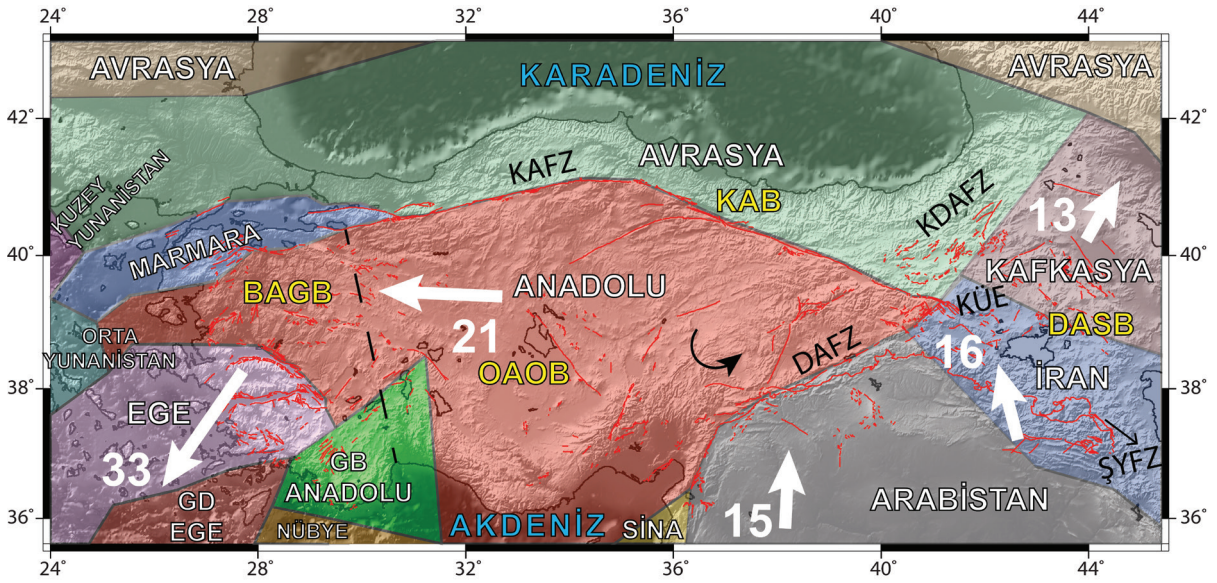 24° 28° 32° 36° 40° 44°
AVRASYA
KARADENİZ
AVRASYA
42° 42°
KAFZ
AVRASYA
KAB
KDAFZ
KUZEY
YUNANİSTAN
13
40° 40°
MARMARA
BAGB
ANADOLU
KAFKASYA
KÜE
21
DASB
ORTA
YUNANİSTAN
OAOB
DAFZ
16
İRAN
38° 38°
EGE
33
GB
ANADOLU
ŞYFZ
GD
EGE
NÜBYE
AKDENİZ
SİNA
15
ARABİSTAN
36° 36°
24 28 32 36 40 44